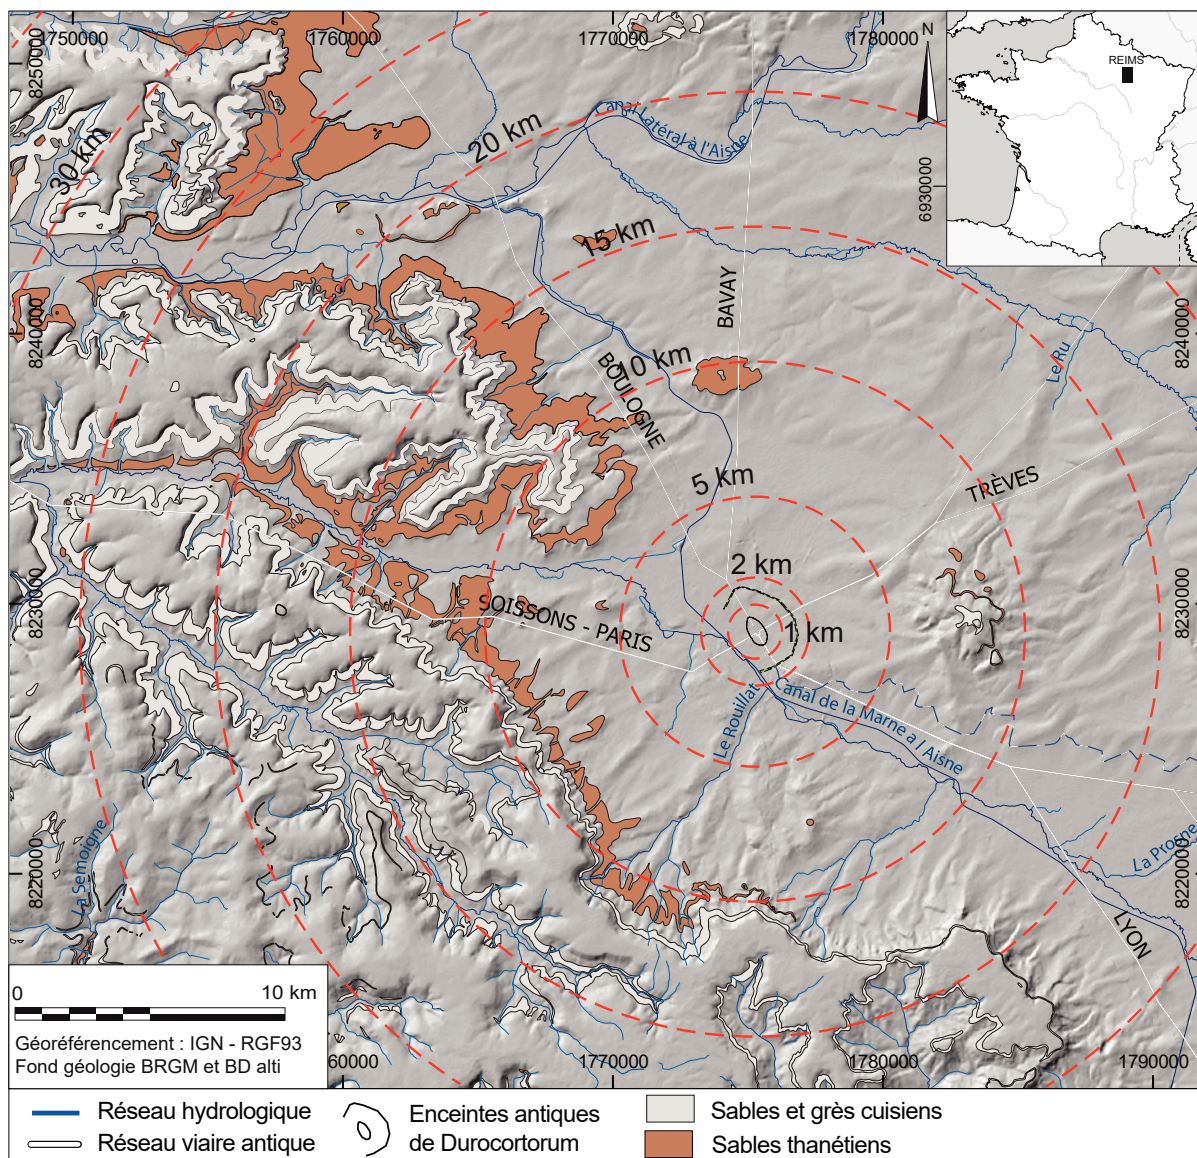 1750000
1760000
1770000
1780000
N
REIMS
8250000
6930000
30 km
20 km
Canal Latéral à l'Aisne
15 km
BAVAY
8240000
8240000
Le Ru
10 km
BOULOGNE
5 km
TRÈVES
2 km
8230000
8230000
SOISSONS - PARIS
1 km
Le Rouillat
Canal de la Marne a l Aisne
La Semoigne
8220000
La Prosne
8220000
LYON
0 10 km
Géoréférencement : IGN - RGF93
Fond géologie BRGM et BD alti
60000
1770000
1780000
1790000
Réseau hydrologique
Réseau viaire antique
Enceintes antiques
de Durocortorum
Sables et grès cuisiens
Sables thanétiens